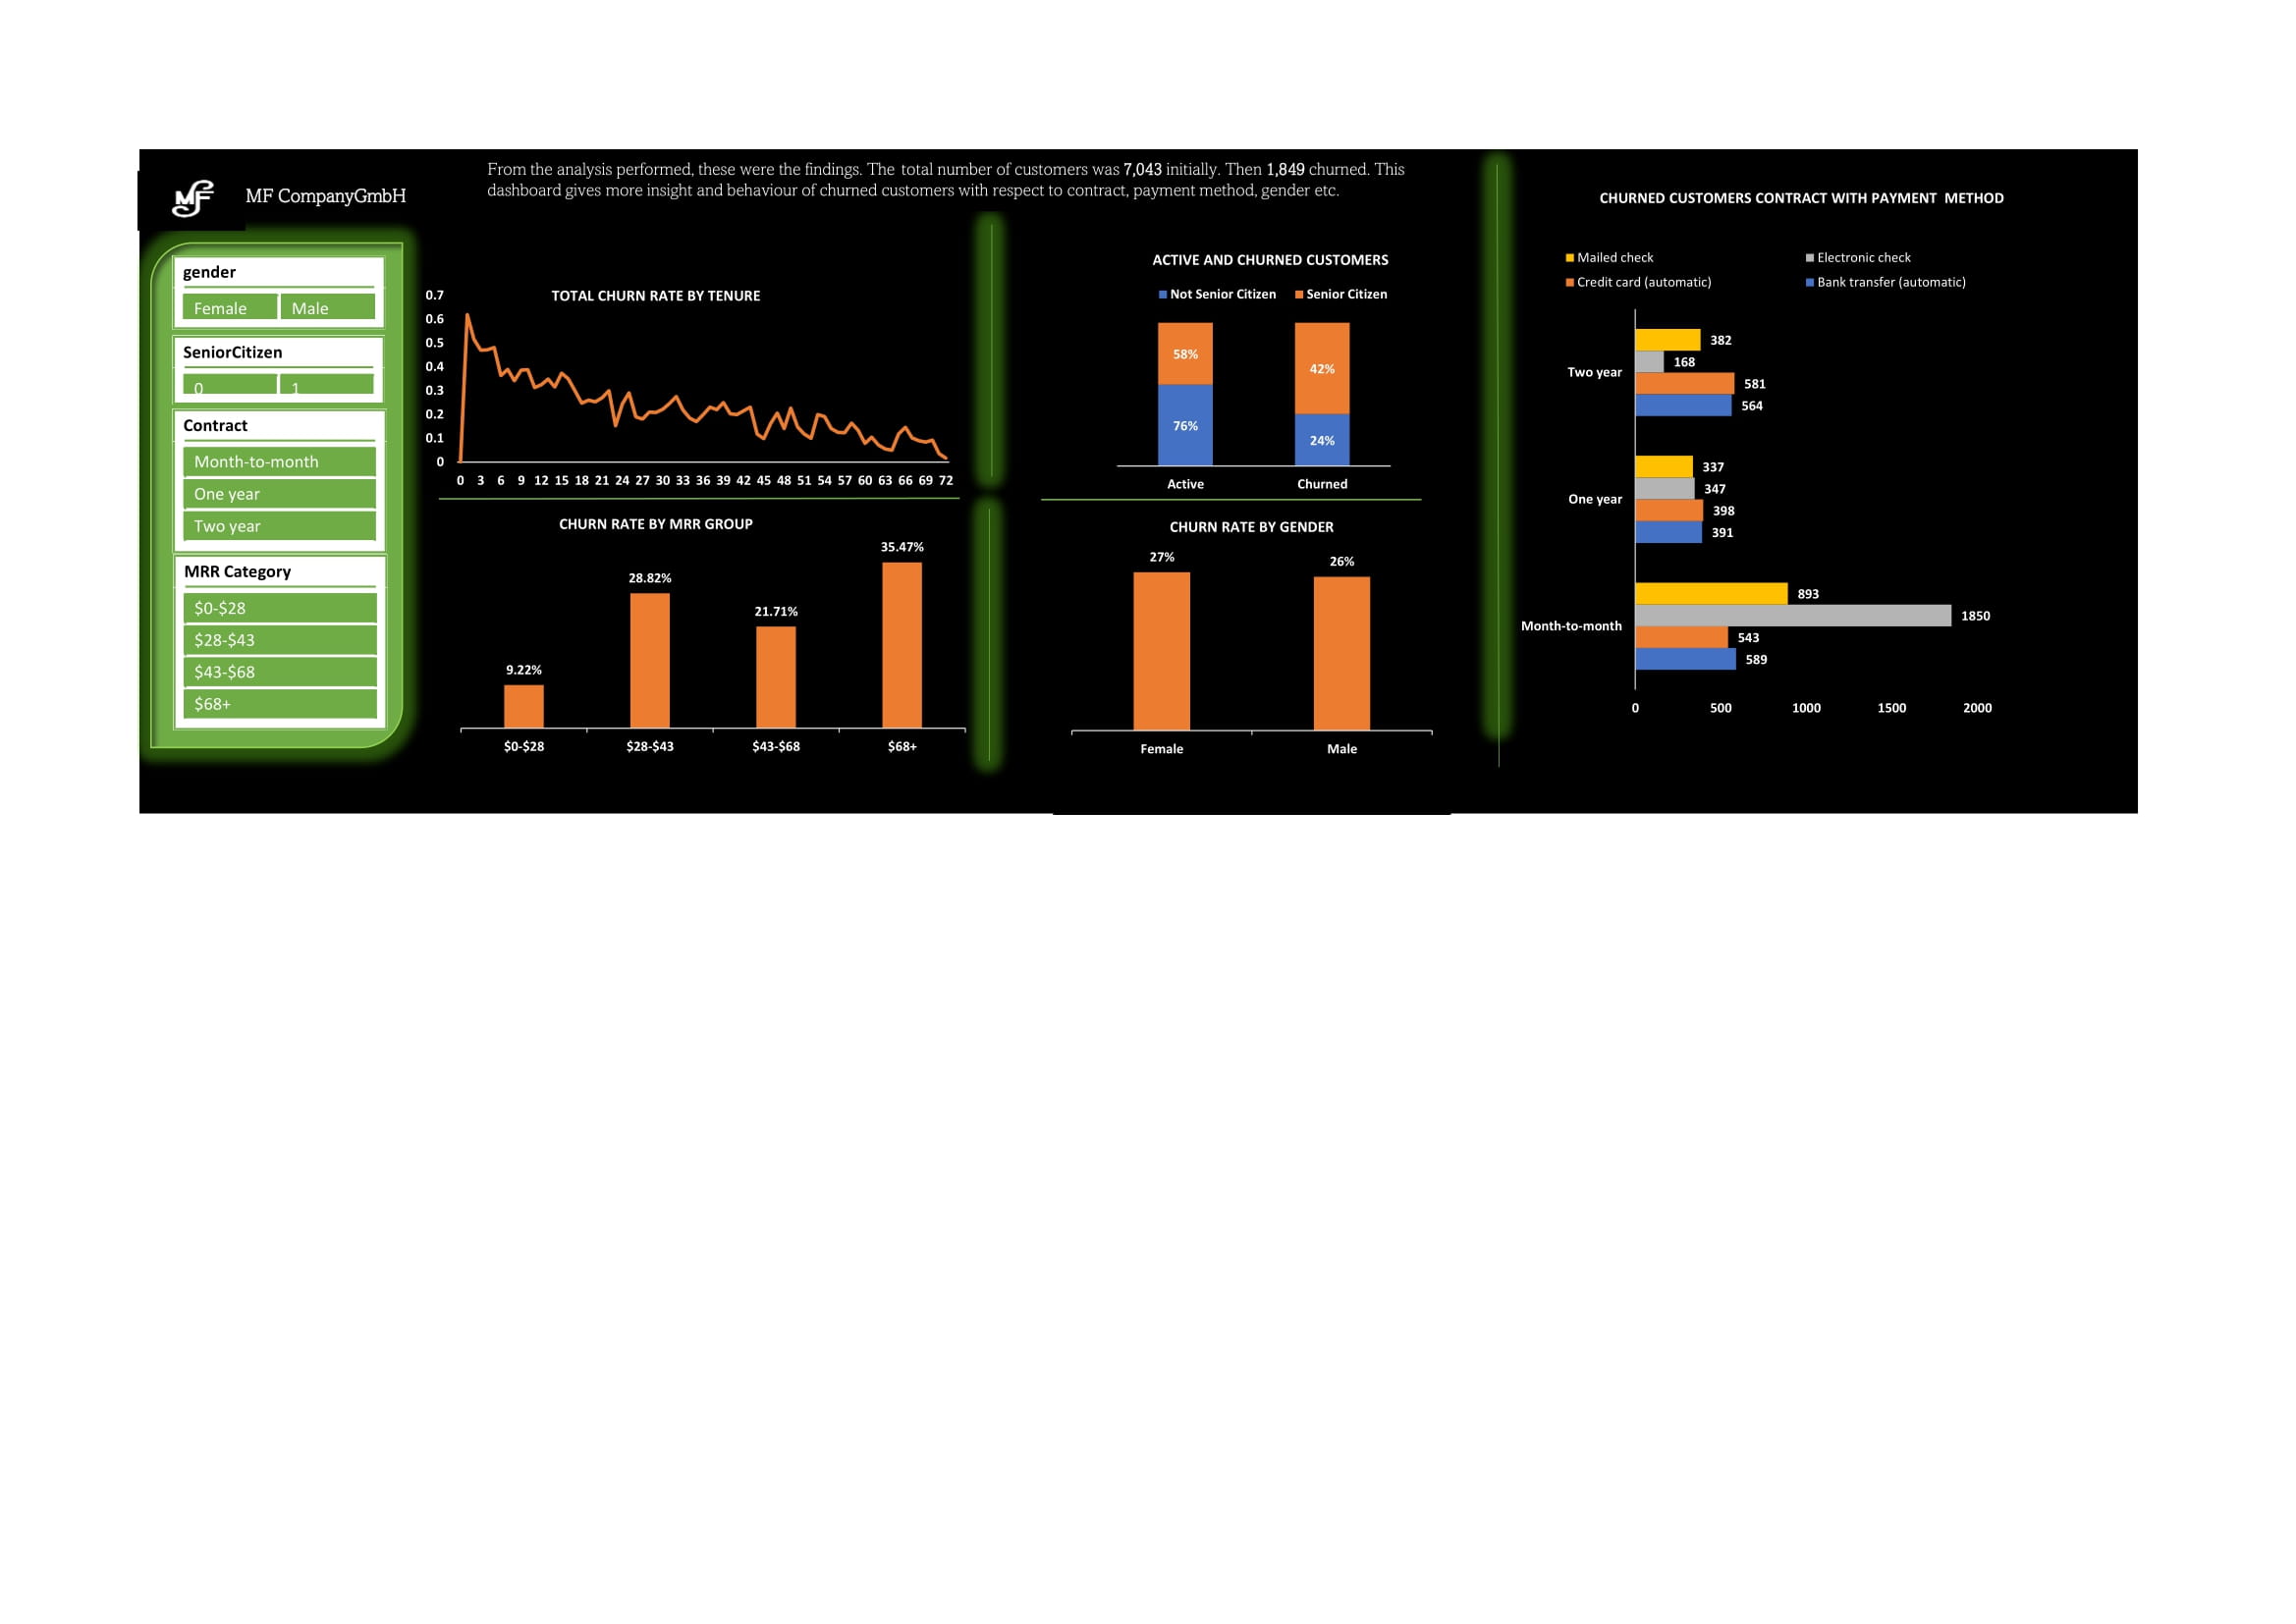 MF
MF CompanyGmbH
From the analysis performed, these were the findings. The total number of customers was 7,043 initially. Then 1,849 churned. This
dashboard gives more insight and behaviour of churned customers with respect to contract, payment method, gender etc.
gender
Female Male
SeniorCitizen
0 1
Contract
Month-to-month
One year
Two year
MRR Category
$0-$28
$28-$43
$43-$68
$68+
TOTAL CHURN RATE BY TENURE
0.7
0.6
0.5
0.4
0.3
0.2
0.1
0
0 3 6 9 12 15 18 21 24 27 30 33 36 39 42 45 48 51 54 57 60 63 66 69 72
CHURN RATE BY MRR GROUP
9.22%
28.82%
21.71%
35.47%
$0-$28 $28-$43 $43-$68 $68+
ACTIVE AND CHURNED CUSTOMERS
Not Senior Citizen Senior Citizen
58%
42%
76%
24%
Active Churned
CHURN RATE BY GENDER
27%
26%
Female Male
CHURNED CUSTOMERS CONTRACT WITH PAYMENT METHOD
Mailed check Electronic check
Credit card (automatic) Bank transfer (automatic)
Two year
382
168
581
564
One year
337
347
398
391
Month-to-month
893
1850
543
589
0 500 1000 1500 2000